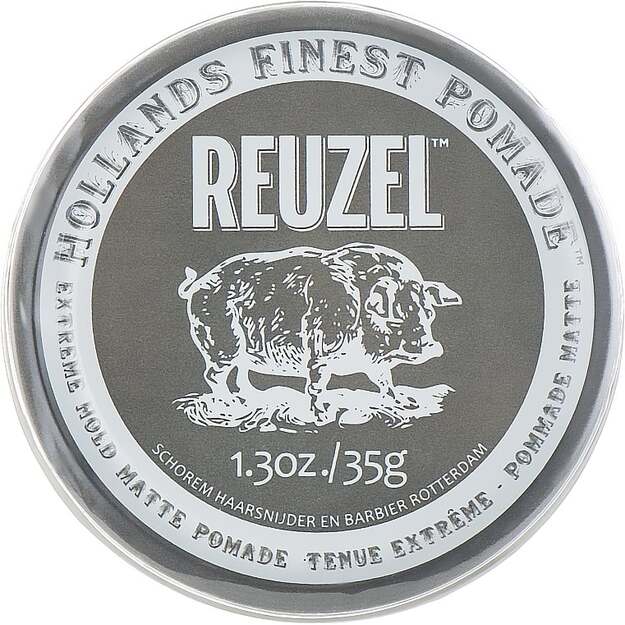 HOLLANDS FINEST POMADE™
REUZEL™
1.3oz./35g
SCHOREM HAARSNIJDER EN BARBIER ROTTERDAM
EXTREME HOLD MATTE POMADE - TENUE EXTRÊME - POMMADE MATTE